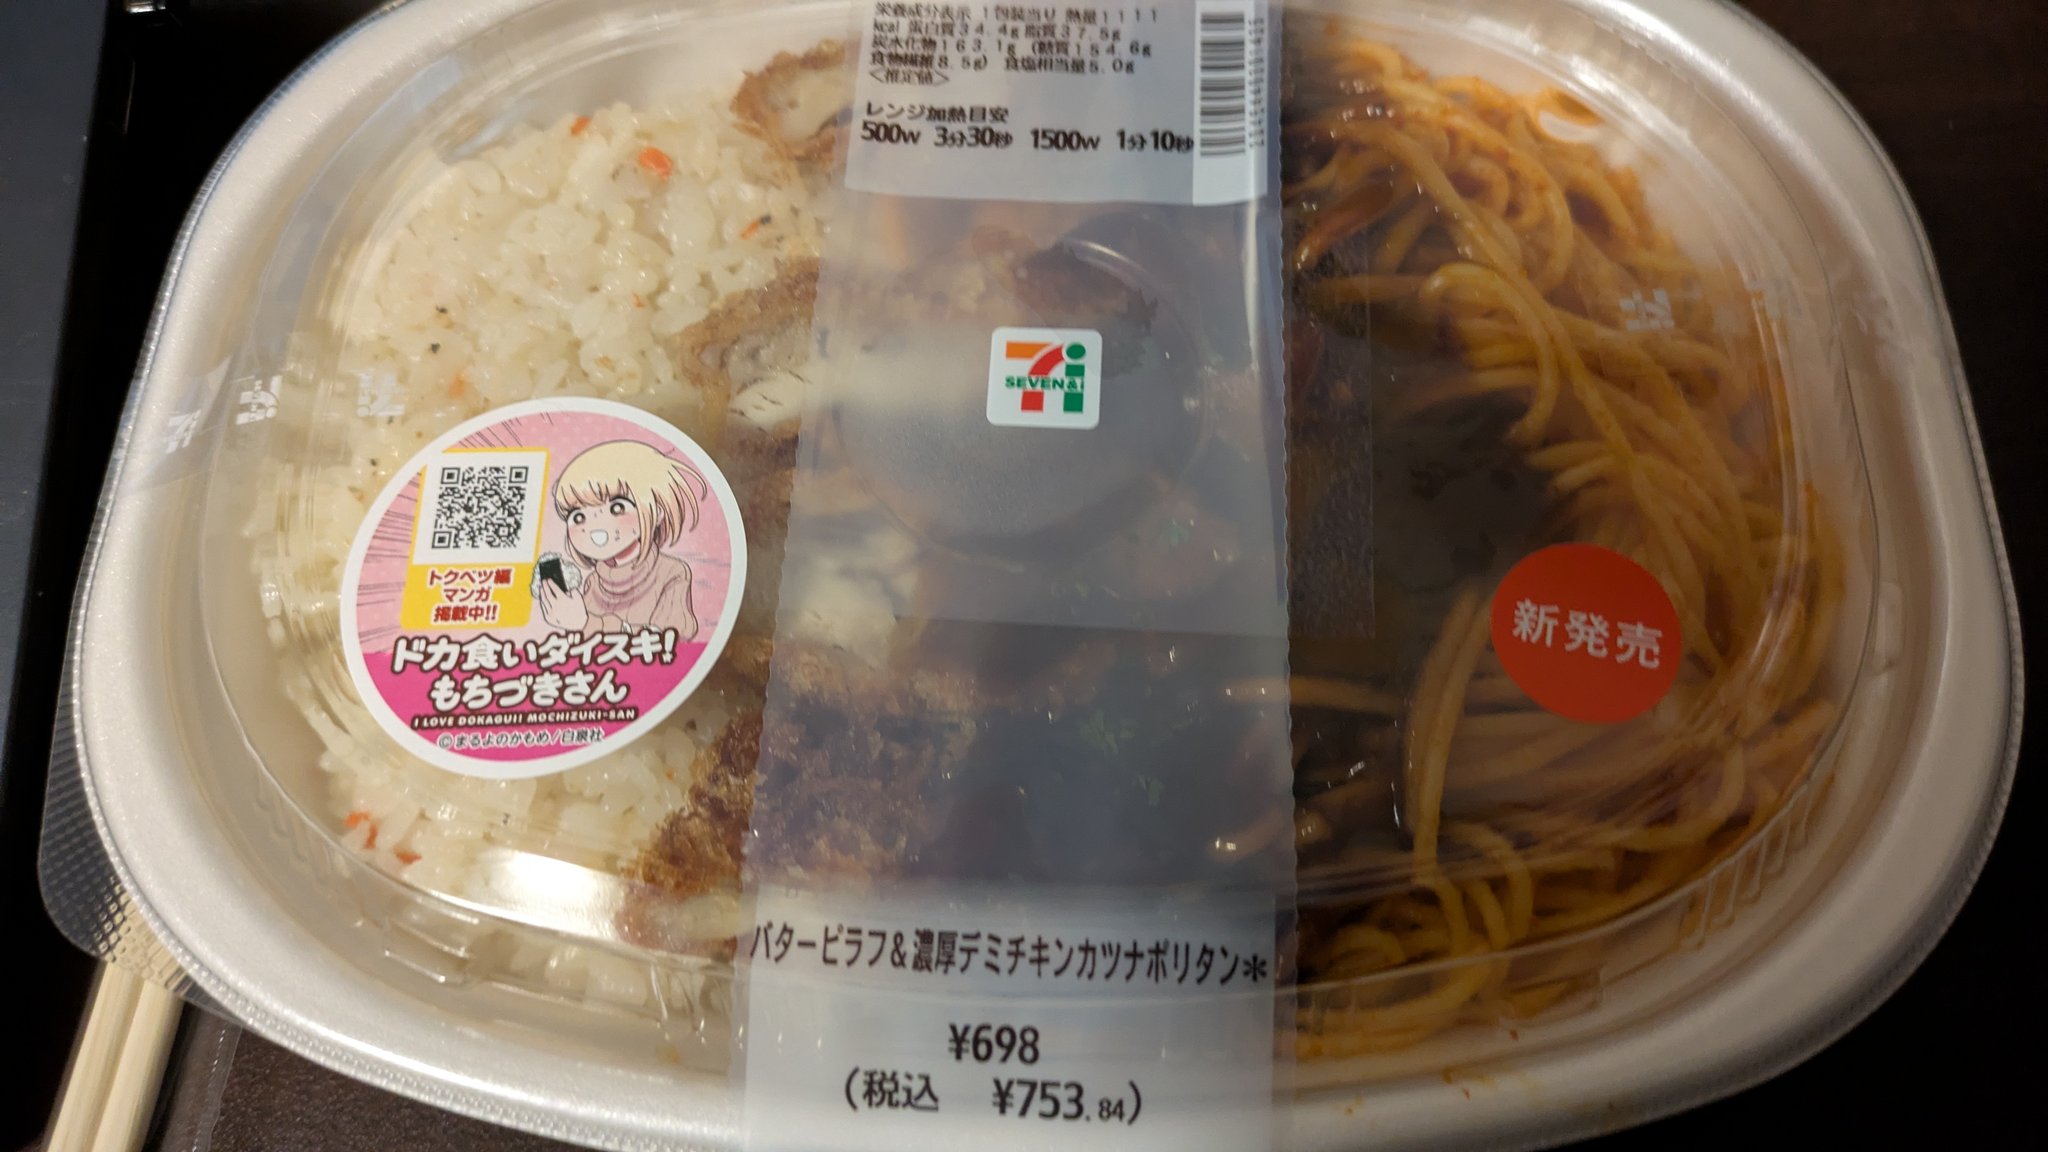 栄養成分表示 1包装当り 熱量1111
kcal 蛋白質34.4g 脂質37.5g
炭水化物163.1g (糖質154.6g
食物繊維8.5g) 食塩相当量5.0g
<推定値>
レンジ加熱目安
500W 3分30秒 1500W 1分10秒
SEVEN&i
トクベツ編
マンガ
掲載中!!
ドカ食いダイスキ!
もちづきさん
I LOVE DOKAGUI! MOCHIZUKI-SAN
©まるよのかもめ/白泉社
新発売
バターピラフ&濃厚デミチキンカツナポリタン*
¥698
(税込 ¥753.84)